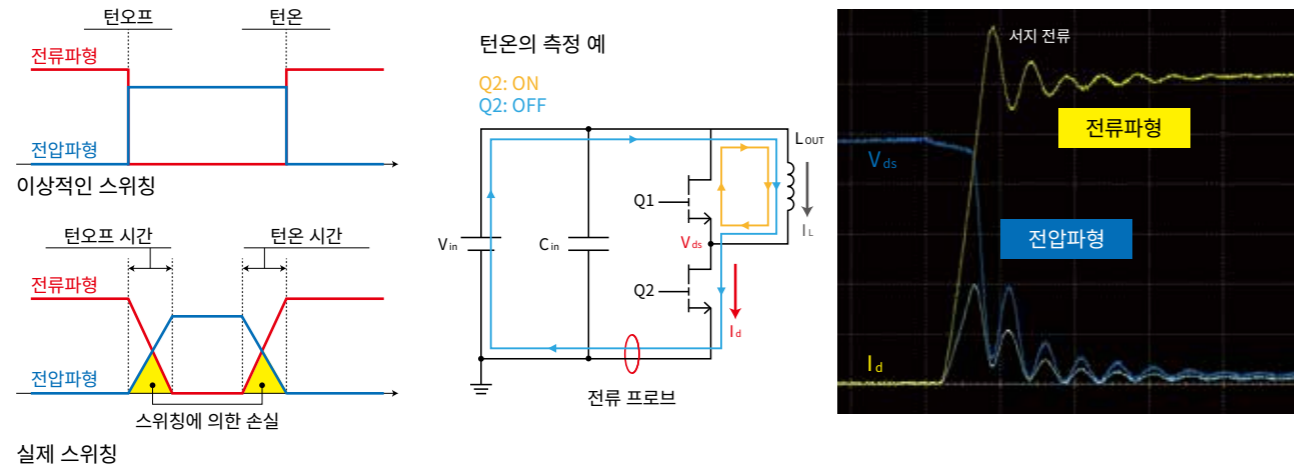 턴오프
턴온
전류파형
전압파형
이상적인 스위칭
턴오프 시간
턴온 시간
전류파형
전압파형
스위칭에 의한 손실
실제 스위칭
턴온의 측정 예
Q2: ON
Q2: OFF
LOUT
Q1
IL
Vin
Cin
Vds
Q2
Id
전류 프로브
서지 전류
전류파형
Vds
전압파형
Id